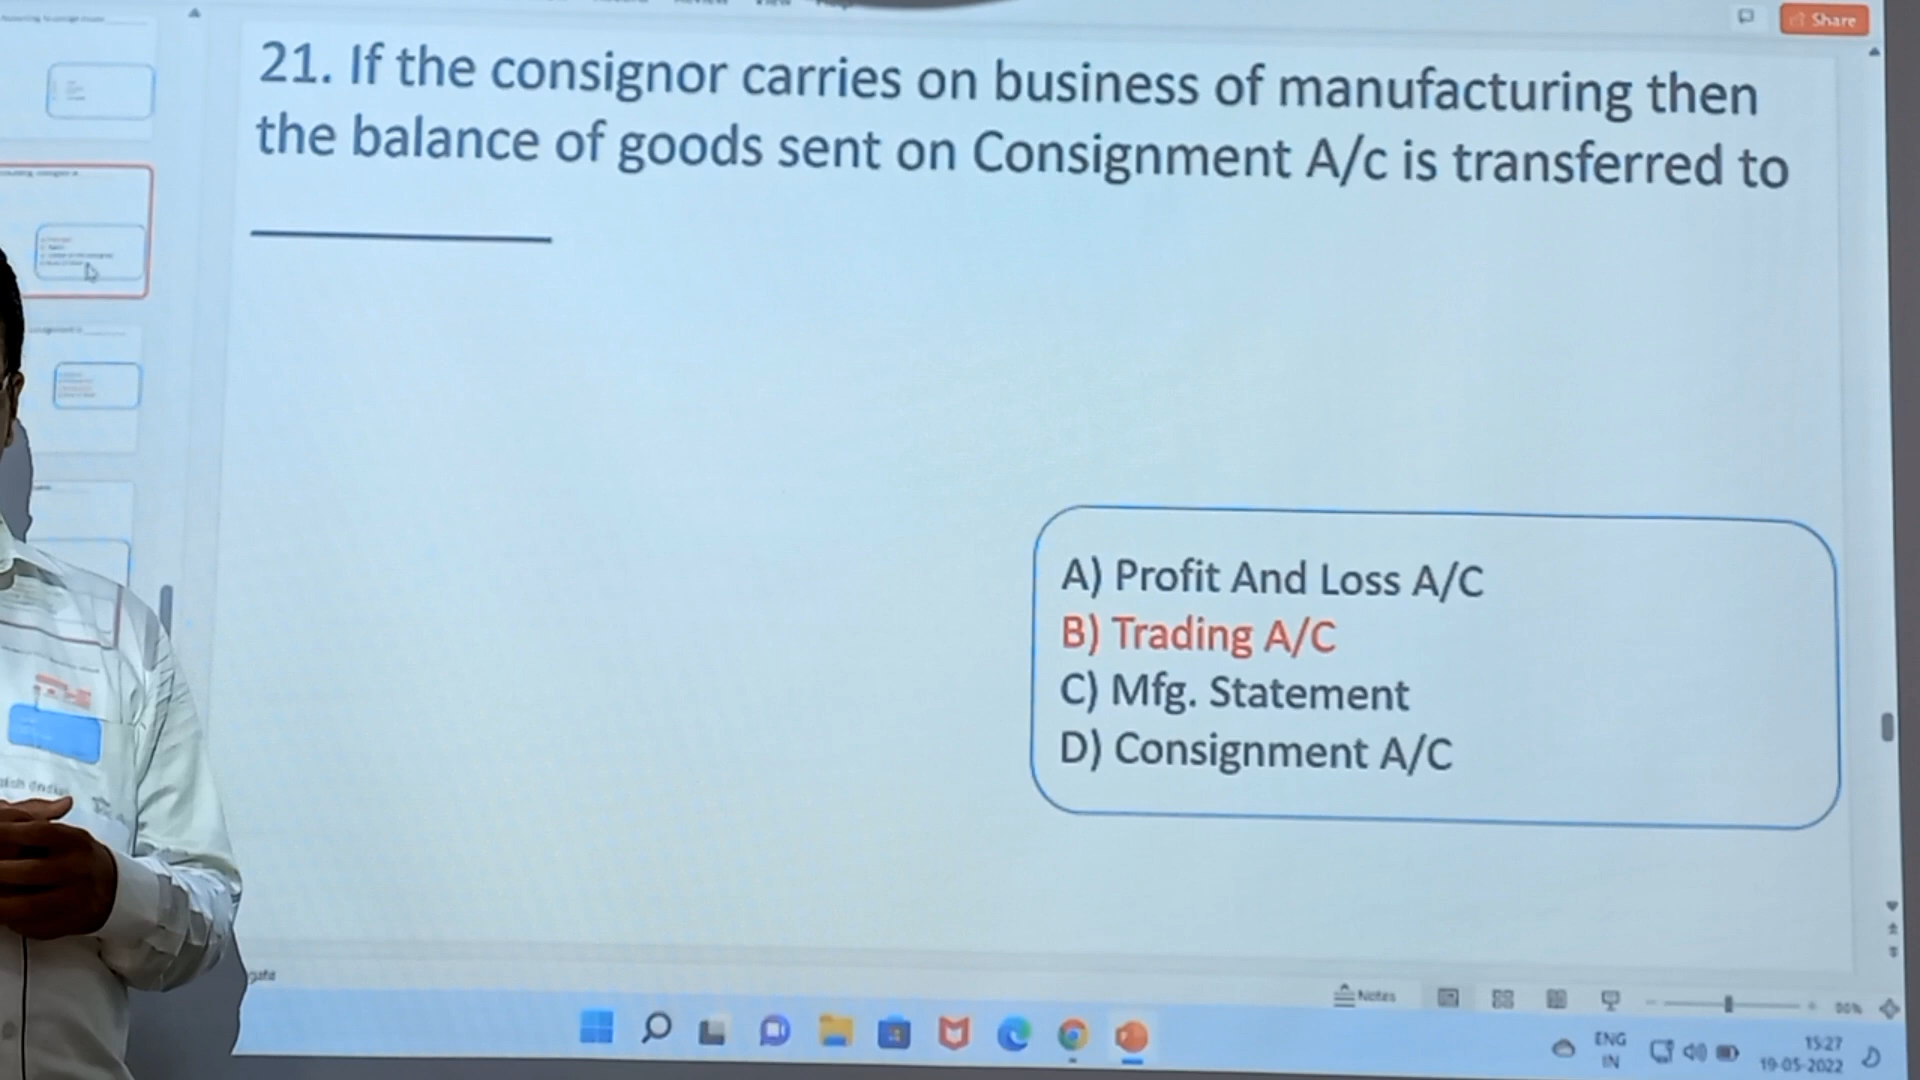 Share
21. If the consignor carries on business of manufacturing then
the balance of goods sent on Consignment A/c is transferred to
A) Profit And Loss A/C
B) Trading A/C
C) Mfg. Statement
D) Consignment A/C
Notes
ENG
IN
15:27
19-05-2022